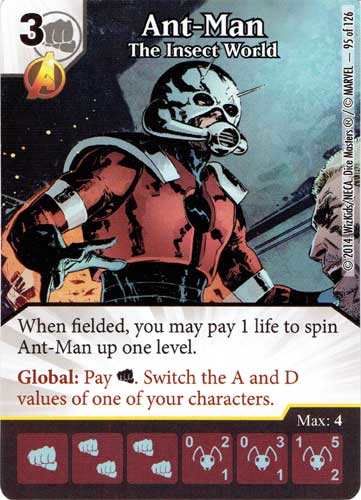 3
Ant-Man
The Insect World
© 2014 WizKids/NECA. Dice Masters ® / © MARVEL — 95 of 126
When fielded, you may pay 1 life to spin
Ant-Man up one level.
Global: Pay . Switch the A and D
values of one of your characters.
Max: 4
0 2 1
0 3 1
1 5 2